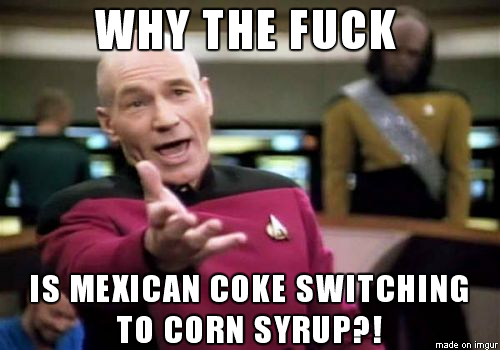 WHY THE FUCK
IS MEXICAN COKE SWITCHING
TO CORN SYRUP?!
made on imgur